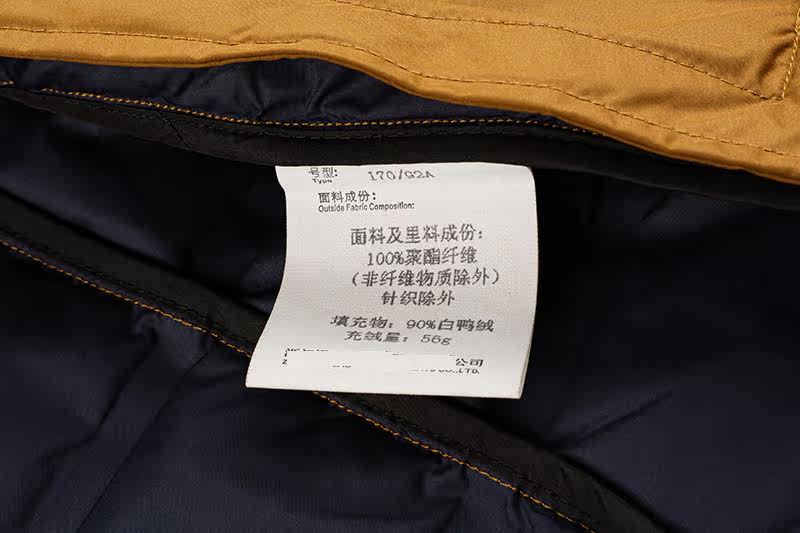 号型: 170/92A
Type
面料成份:
Outside Fabric Composition:
面料及里料成份:
100%聚酯纤维
(非纤维物质除外)
针织除外
填充物: 90%白鸭绒
充绒量: 56g
公司
CO.,LTD.